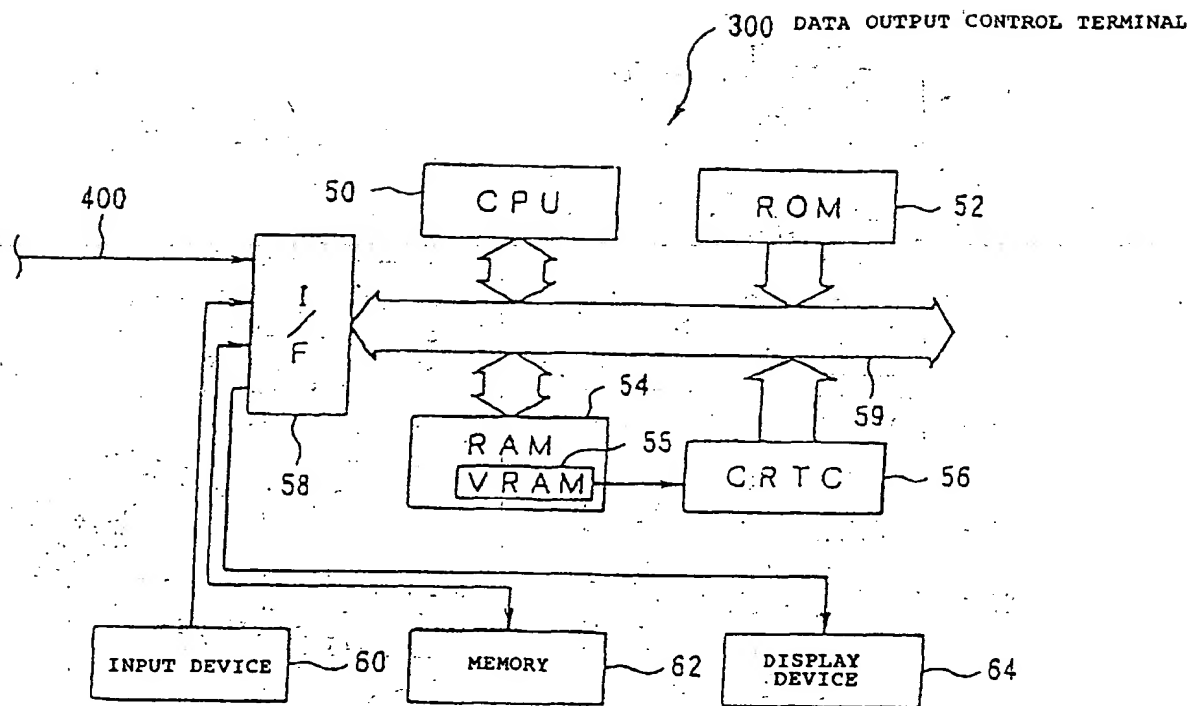 300 DATA OUTPUT CONTROL TERMINAL
50
CPU
ROM
52
400
I/F
59
54
RAM
55
VRAM
CRTC
56
58
INPUT DEVICE
60
MEMORY
62
DISPLAY
DEVICE
64